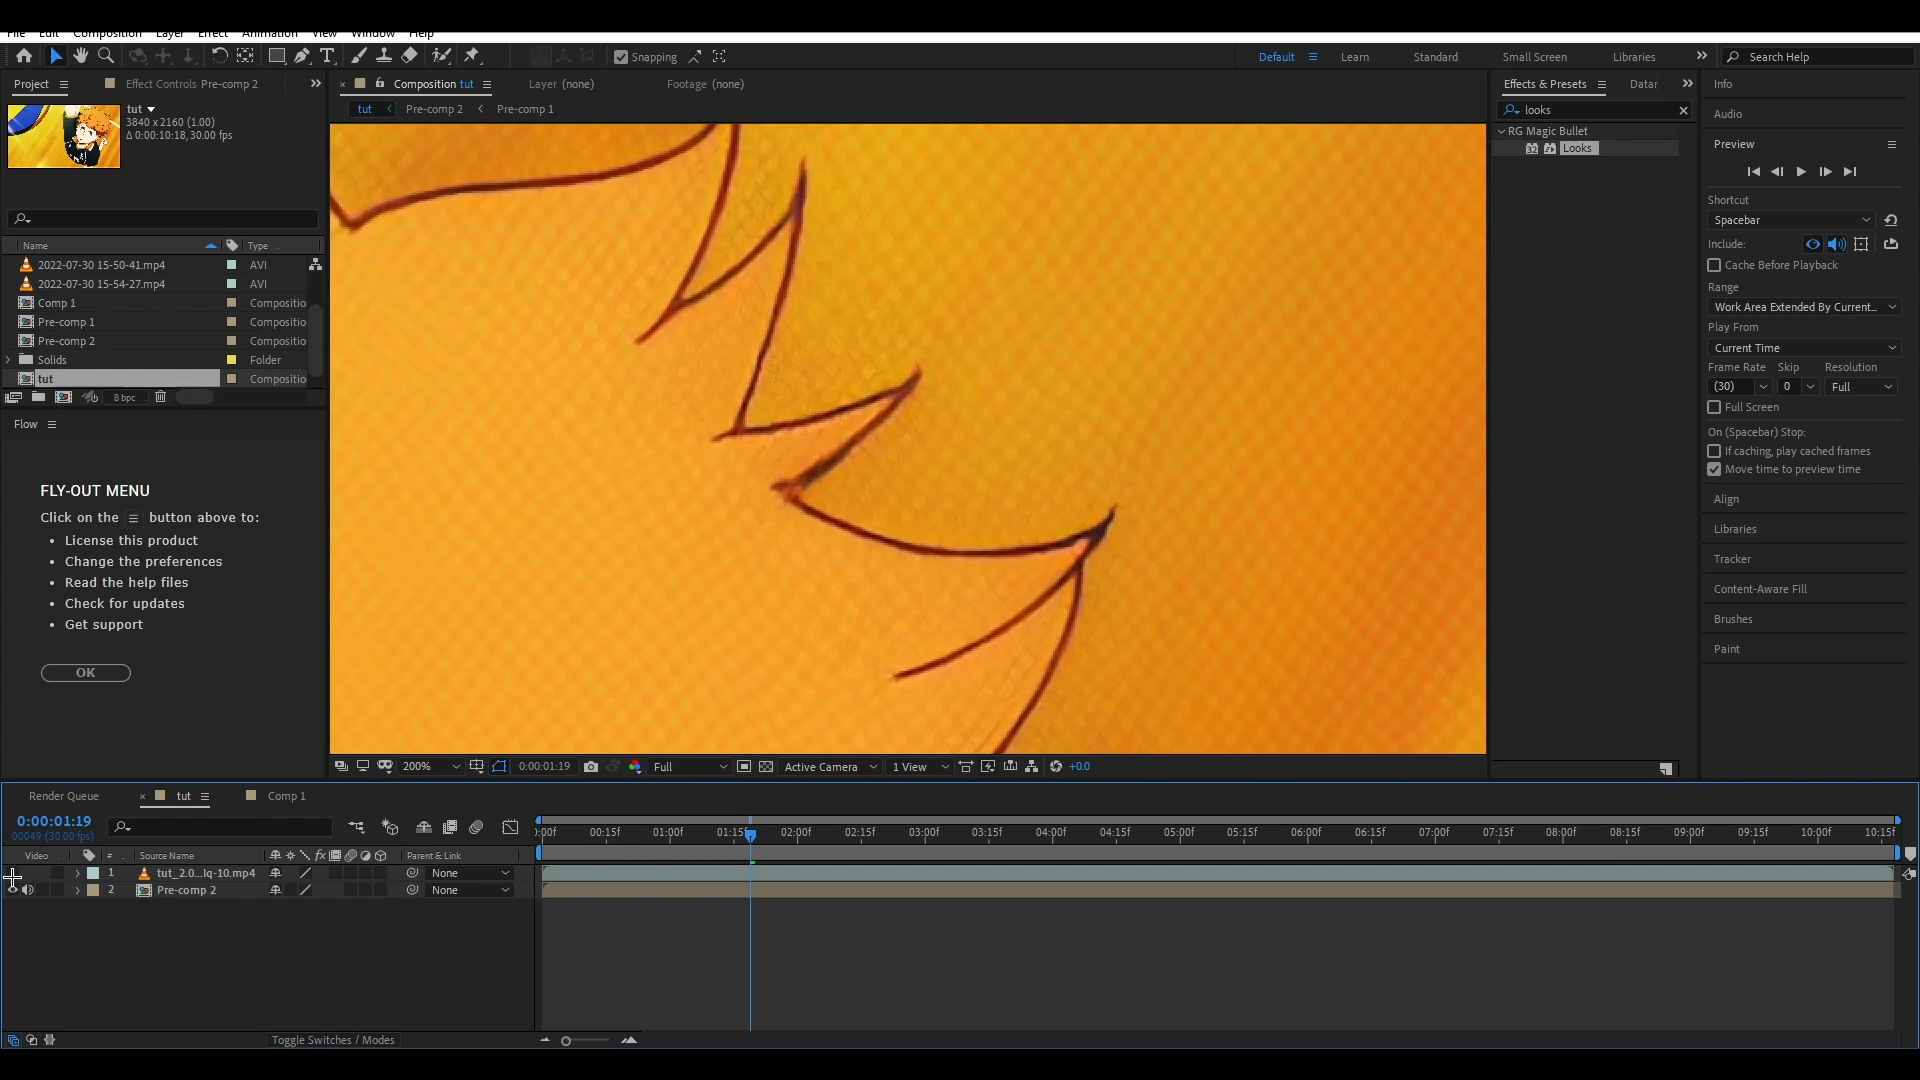 File Edit Composition Layer Effect Animation View Window Help
Snapping Default Learn Standard Small Screen Libraries Search Help
Project Effect Controls Pre-comp 2
tut
3840 x 2160 (1.00)
Δ 0:00:10:18, 30.00 fps
Name Type
2022-07-30 15-50-41.mp4 AVI
2022-07-30 15-54-27.mp4 AVI
Comp 1 Compositio
Pre-comp 1 Compositio
Pre-comp 2 Compositio
Solids Folder
tut Compositio
8 bpc
Flow
FLY-OUT MENU
Click on the button above to:
License this product
Change the preferences
Read the help files
Check for updates
Get support
OK
Composition tut Layer (none) Footage (none)
tut Pre-comp 2 Pre-comp 1
200% 0:00:01:19 Full Active Camera 1 View +0.0
Effects & Presets Datar
looks
RG Magic Bullet
32 Looks
Info
Audio
Preview
Shortcut
Spacebar
Include:
Cache Before Playback
Range
Work Area Extended By Current...
Play From
Current Time
Frame Rate Skip Resolution
(30) 0 Full
Full Screen
On (Spacebar) Stop:
If caching, play cached frames
Move time to preview time
Align
Libraries
Tracker
Content-Aware Fill
Brushes
Paint
Render Queue tut Comp 1
0:00:01:19
00049 (30.00 fps)
:00f 00:15f 01:00f 01:15f 02:00f 02:15f 03:00f 03:15f 04:00f 04:15f 05:00f 05:15f 06:00f 06:15f 07:00f 07:15f 08:00f 08:15f 09:00f 09:15f 10:00f 10:15f
Video # Source Name fx Parent & Link
1 tut_2.0...lq-10.mp4 None
2 Pre-comp 2 None
Toggle Switches / Modes